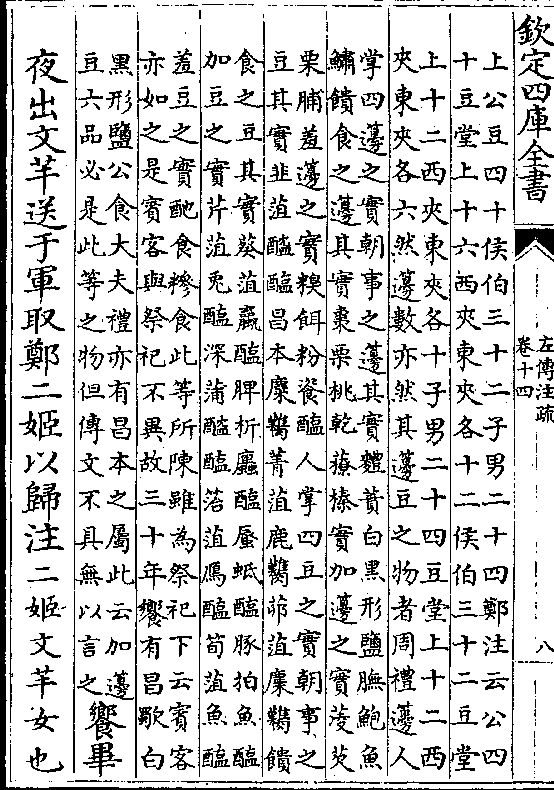 欽定四庫全書
左傳注疏
卷十四
八
上公豆四十侯伯三十二子男二十四鄭注云公四
十豆堂上十六西夾東夾各十二侯伯三十二豆堂
上十二西夾東夾各十子男二十四豆堂上十二西
夾東夾各六然籩數亦然其籩豆之物者周禮籩人
掌四籩之實朝事之籩其實麷蕡白黑形鹽膴鮑魚
鱐饋食之籩其實棗栗桃乾䕩榛實加籩之實菱芡
栗脯羞籩之實糗餌粉餈醢人掌四豆之實朝事之
豆其實韭菹醓醢昌本麋臡菁菹鹿臡茆菹麋臡饋
食之豆其實葵菹蠃醢脾析蠯醢蜃蚳醢豚拍魚醢
加豆之實芹菹兎醢深蒲醓醢箈菹鴈醢筍菹魚醢
羞豆之實酏食糝食此等所陳雖為祭祀下云賓客
亦如之是賓客與祭祀不異故三十年饗有昌歜白
黑形鹽公食大夫禮亦有昌本之屬此云加籩
豆六品必是此等之物但傳文不具無以言之
饗畢
夜出文芈送于軍取鄭二姬以歸注二姬文芈女也